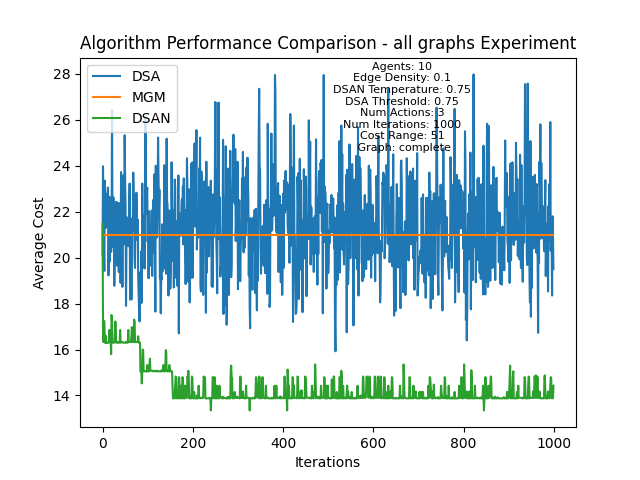 Algorithm Performance Comparison - all graphs Experiment
DSA
MGM
DSAN
Agents: 10
Edge Density: 0.1
DSAN Temperature: 0.75
DSA Threshold: 0.75
Num Actions: 3
Num Iterations: 1000
Cost Range: 51
Graph: complete
Average Cost
28
26
24
22
20
18
16
14
0
200
400
600
800
1000
Iterations